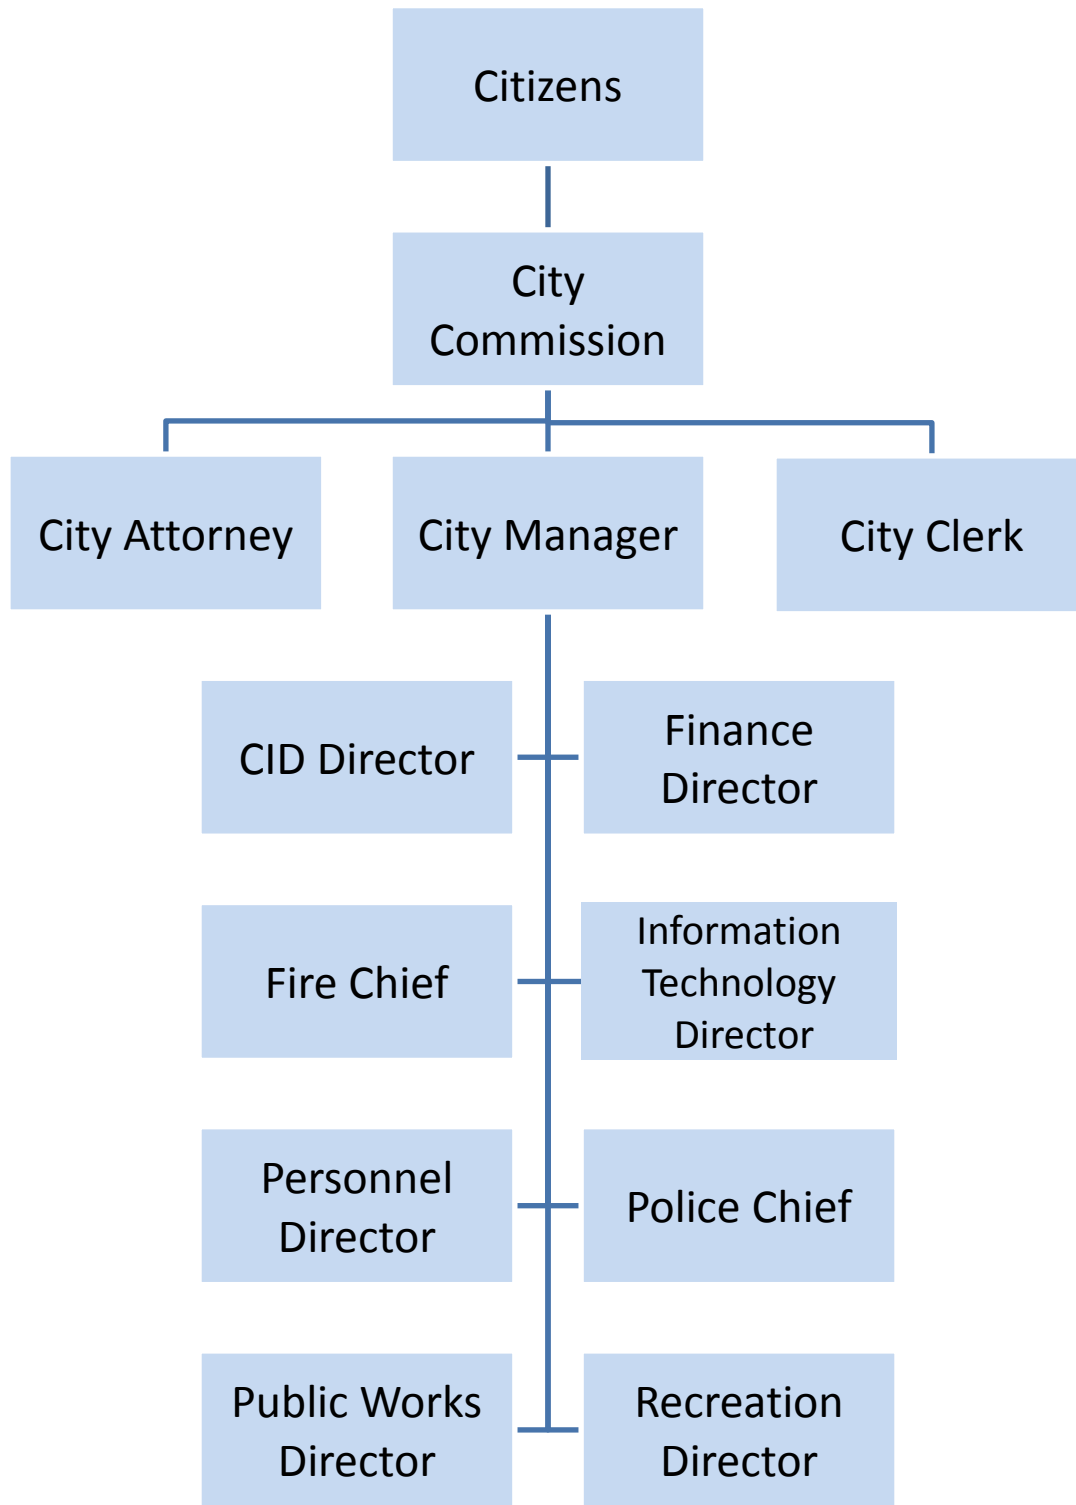 Citizens
City
Commission
City Attorney
City Manager
City Clerk
CID Director
Finance
Director
Fire Chief
Information
Technology
Director
Personnel
Director
Police Chief
Public Works
Director
Recreation
Director